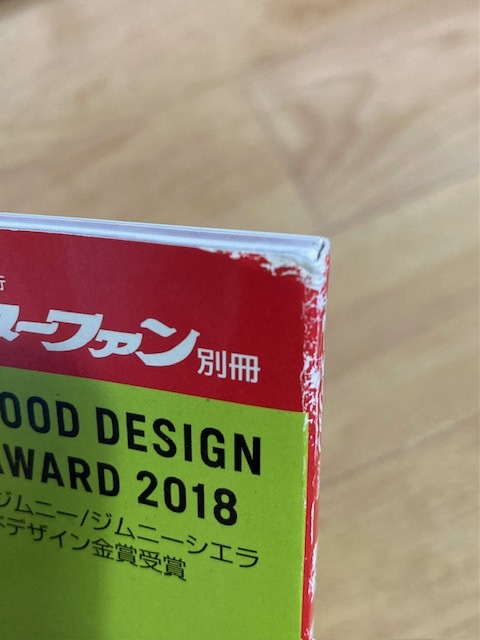 行
ーファン 別冊
OOD DESIGN
AWARD 2018
ジムニー/ジムニーシエラ
デザイン金賞受賞